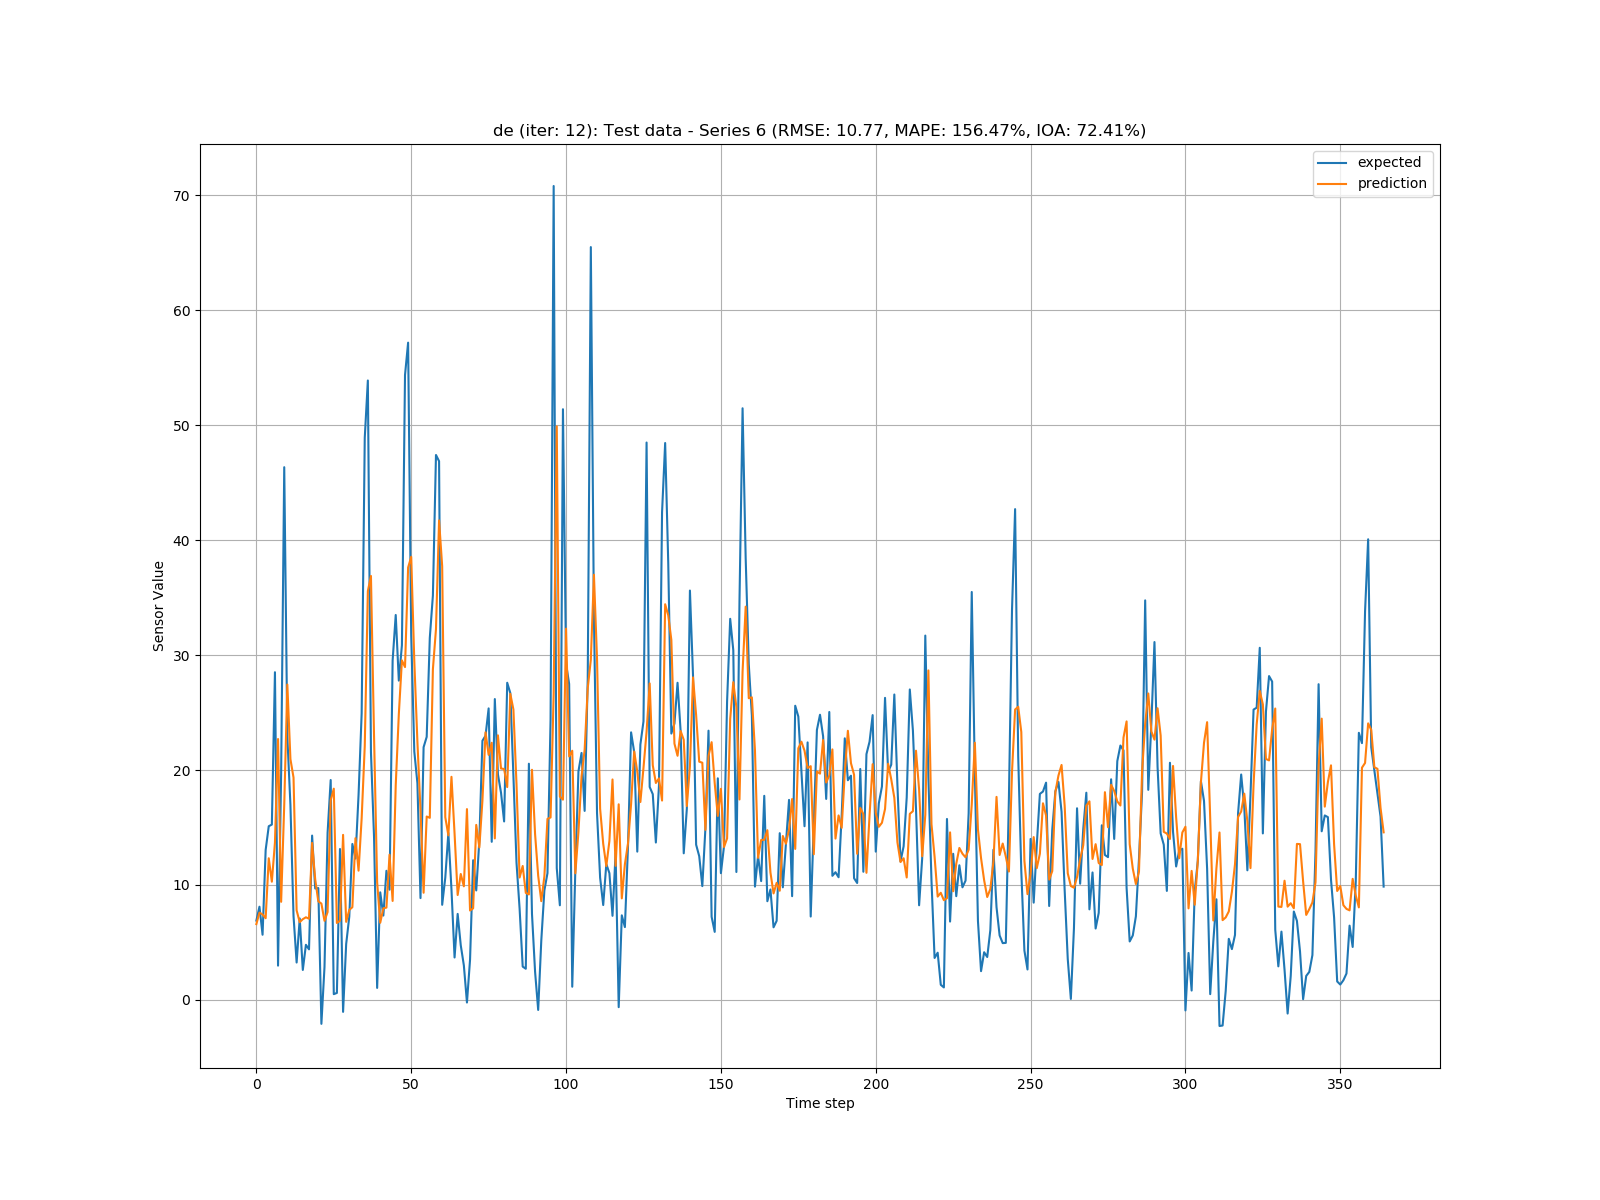 de (iter: 12): Test data - Series 6 (RMSE: 10.77, MAPE: 156.47%, IOA: 72.41%)
expected
prediction
70
60
50
40
30
20
10
0
Sensor Value
0 50 100 150 200 250 300 350
Time step